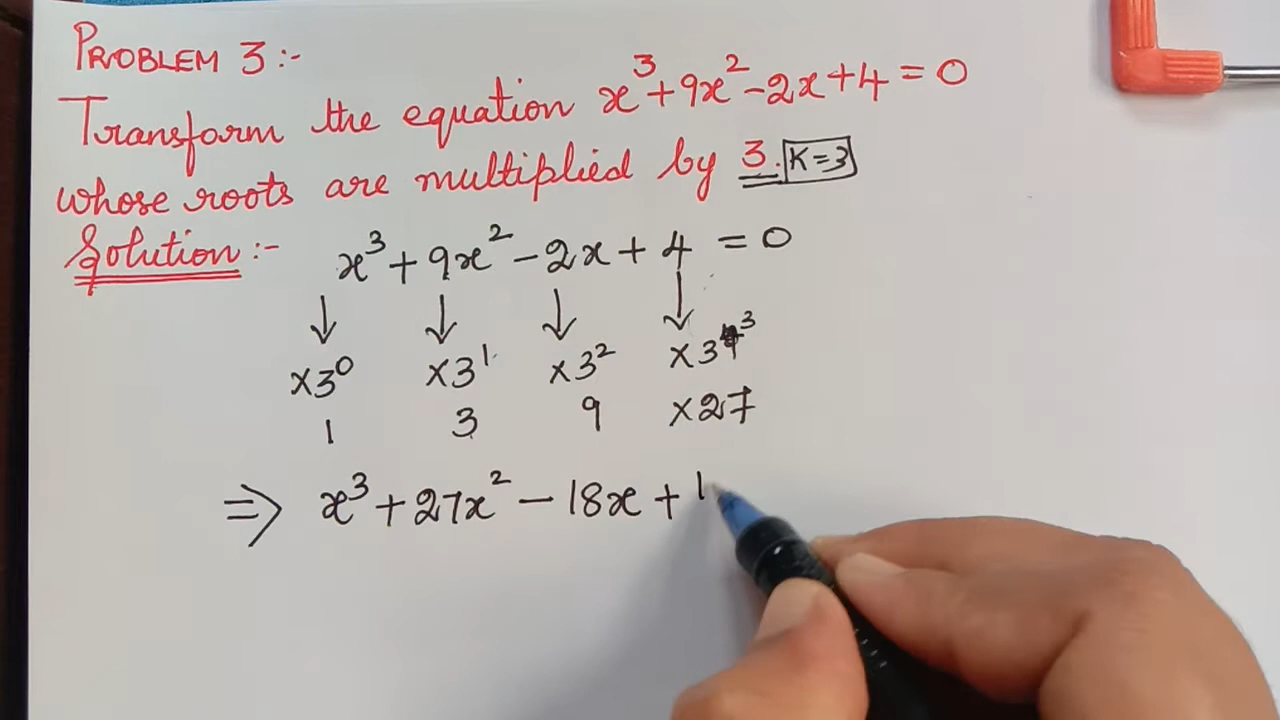 PROBLEM 3:-
Transform the equation x³+9x²-2x+4=0
whose roots are multiplied by 3. K=3
Solution:- x³+9x²-2x+4=0
↓ ↓ ↓ ↓
×3⁰ ×3¹ ×3² ×3³
1 3 9 ×27
⇒ x³+27x²-18x+1